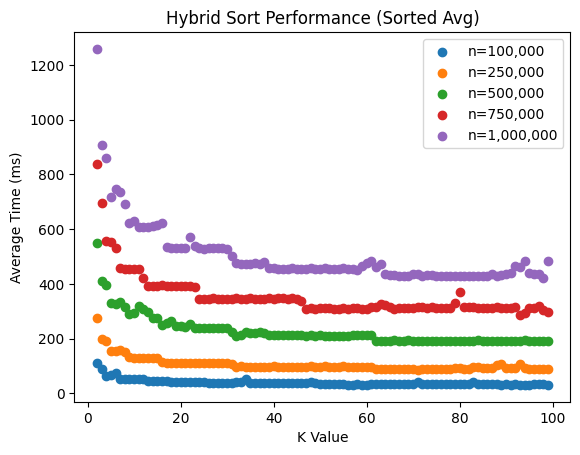 Hybrid Sort Performance (Sorted Avg)
n=100,000
n=250,000
n=500,000
n=750,000
n=1,000,000
Average Time (ms)
1200
1000
800
600
400
200
0
0 20 40 60 80 100
K Value